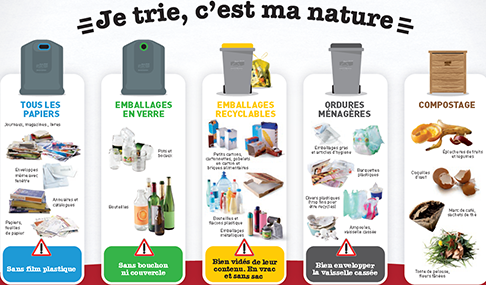 Je trie, c'est ma nature
TOUS LES
PAPIERS
Journaux, magazines, livres
Enveloppes
même avec
fenêtre
Annuaires et
catalogues
Papiers,
feuilles
de papier
Sans film plastique
EMBALLAGES
EN VERRE
Pots et
bocaux
Bouteilles
Sans bouchon
ni couvercle
EMBALLAGES
RECYCLABLES
Petits cartons,
cartonnettes, gobelets
en carton et
briques alimentaires
Bouteilles et
flacons plastique
Emballages
métalliques
Bien vidés de leur
contenu. En vrac
et sans sac
ORDURES
MÉNAGÈRES
Emballages gras
et articles d'hygiène
Barquettes
plastiques
Divers plastiques
(trop fins pour
être recyclés)
Ampoules,
vaisselle
cassée
Bien envelopper
la vaisselle cassée
COMPOSTAGE
Épluchures de fruits
et légumes
Coquilles
d'œuf
Marc de café,
sachets de thé
Tonte de pelouse,
fleurs fanées